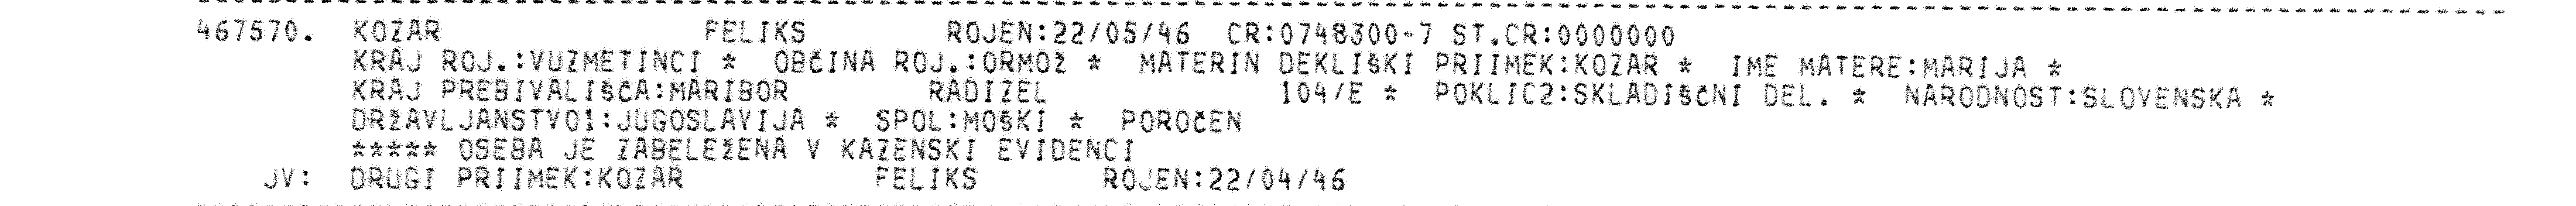 467570. KOZAR FELIKS ROJEN:22/05/46 CR:0748300-7 ST.CR:0000000
KRAJ ROJ.:VUZMETINCI * OBČINA ROJ.:ORMOŽ * MATERIN DEKLIŠKI PRIIMEK:KOZAR * IME MATERE:MARIJA *
KRAJ PREBIVALIŠČA:MARIBOR RADIZEL 104/E * POKLIC2:SKLADIŠČNI DEL. * NARODNOST:SLOVENSKA *
DRŽAVLJANSTVO1:JUGOSLAVIJA * SPOL:MOŠKI * POROČEN
***** OSEBA JE ZABELEŽENA V KAZENSKI EVIDENCI
JV: DRUGI PRIIMEK:KOZAR FELIKS ROJEN:22/04/46